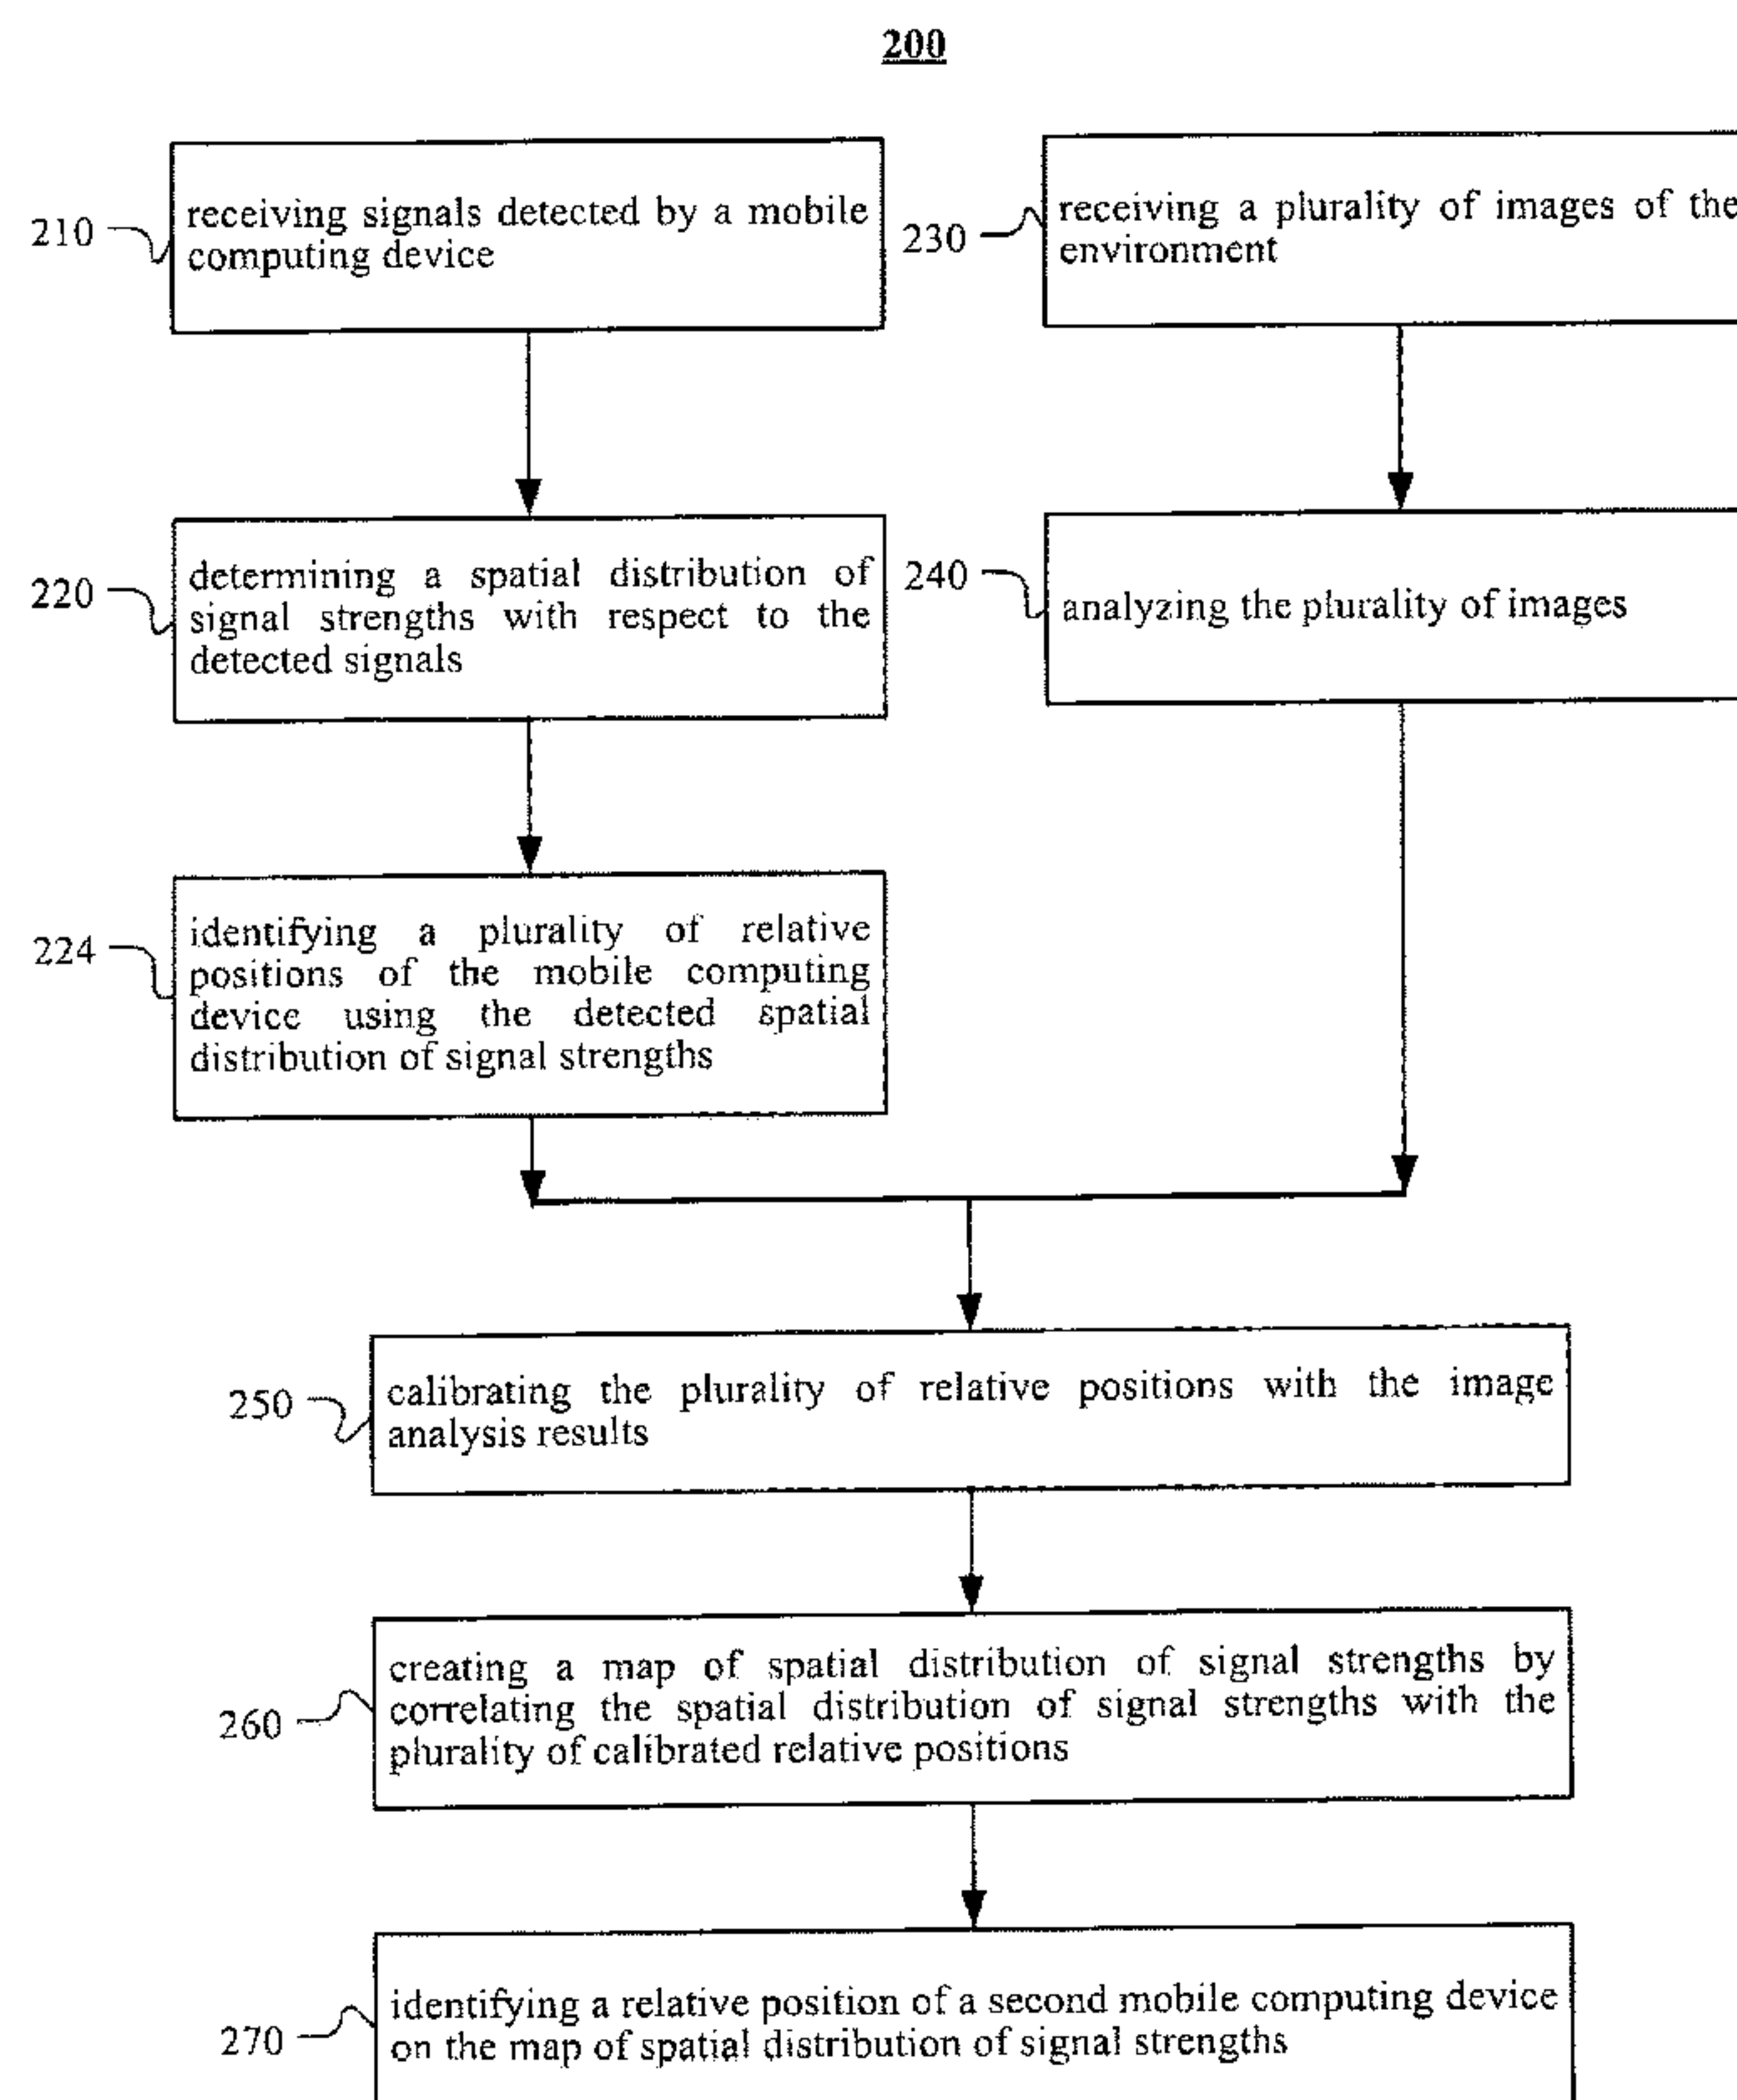 200
210
receiving signals detected by a mobile
computing device
230
receiving a plurality of images of the
environment
220
determining a spatial distribution of
signal strengths with respect to the
detected signals
240
analyzing the plurality of images
224
identifying a plurality of relative
positions of the mobile computing
device using the detected spatial
distribution of signal strengths
250
calibrating the plurality of relative positions with the image
analysis results
260
creating a map of spatial distribution of signal strengths by
correlating the spatial distribution of signal strengths with the
plurality of calibrated relative positions
270
identifying a relative position of a second mobile computing device
on the map of spatial distribution of signal strengths